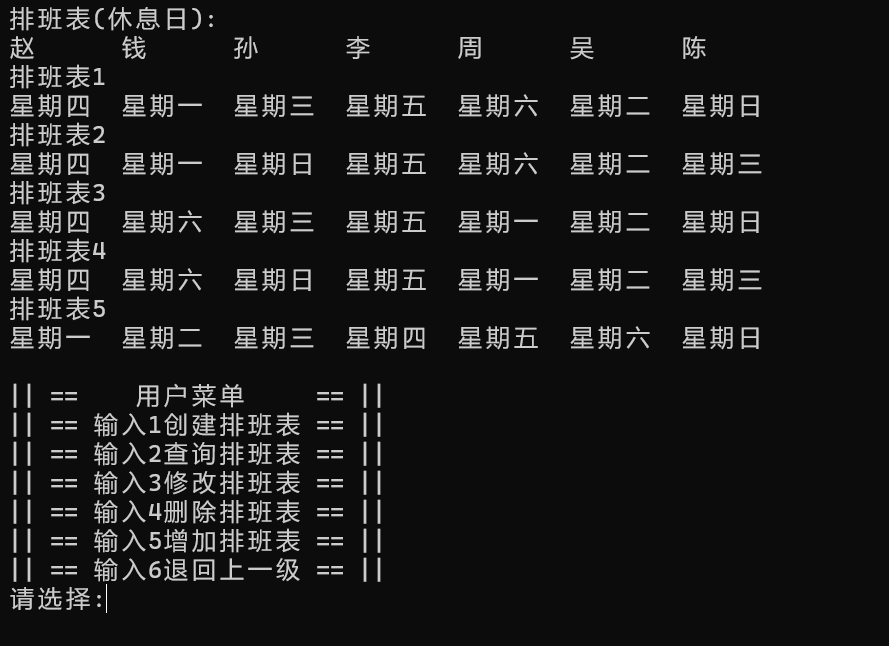 排班表(休息日):
赵 钱 孙 李 周 吴 陈
排班表1
星期四 星期一 星期三 星期五 星期六 星期二 星期日
排班表2
星期四 星期一 星期日 星期五 星期六 星期二 星期三
排班表3
星期四 星期六 星期三 星期五 星期一 星期二 星期日
排班表4
星期四 星期六 星期日 星期五 星期一 星期二 星期三
排班表5
星期一 星期二 星期三 星期四 星期五 星期六 星期日
|| == 用户菜单 == ||
|| == 输入1创建排班表 == ||
|| == 输入2查询排班表 == ||
|| == 输入3修改排班表 == ||
|| == 输入4删除排班表 == ||
|| == 输入5增加排班表 == ||
|| == 输入6退回上一级 == ||
请选择: